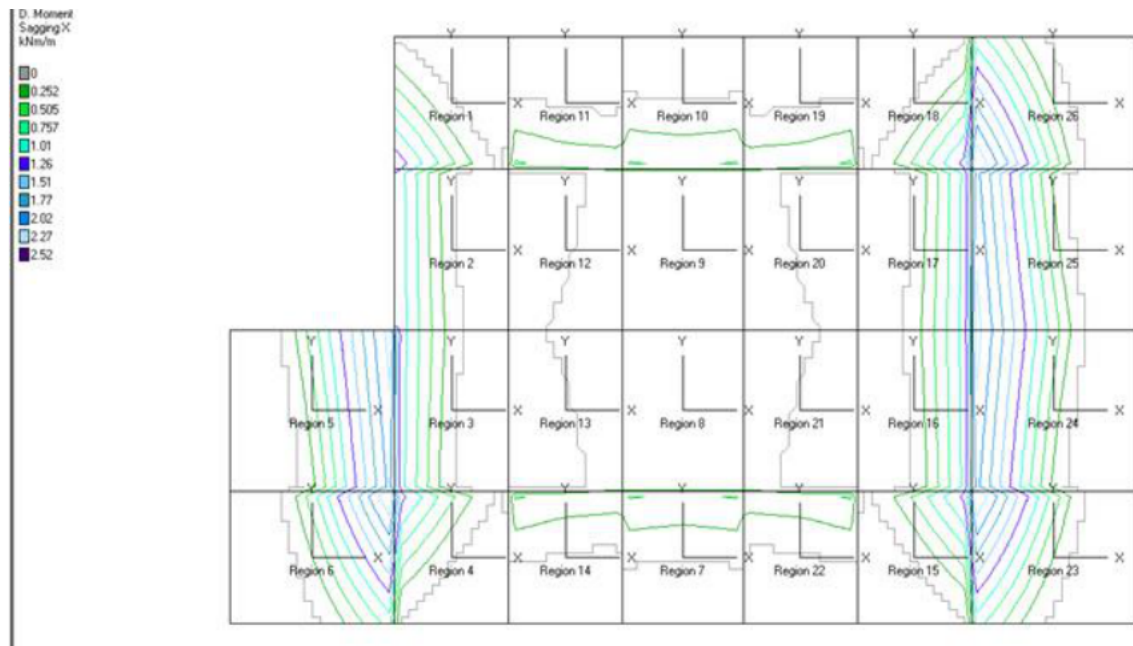 D. Moment
Sagging X
kNm/m
0
0.252
0.505
0.757
1.01
1.26
1.51
1.77
2.02
2.27
2.52
Y Y Y Y Y Y
X X X X X X
Region 1 Region 11 Region 10 Region 19 Region 18 Region 26
Y Y Y Y Y Y
X X X X X X
Region 2 Region 12 Region 9 Region 20 Region 17 Region 25
Y Y Y Y Y Y Y
X X X X X X X
Region 5 Region 3 Region 13 Region 8 Region 21 Region 16 Region 24
Y Y Y Y Y Y Y
X X X X X X X
Region 6 Region 4 Region 14 Region 7 Region 22 Region 15 Region 23